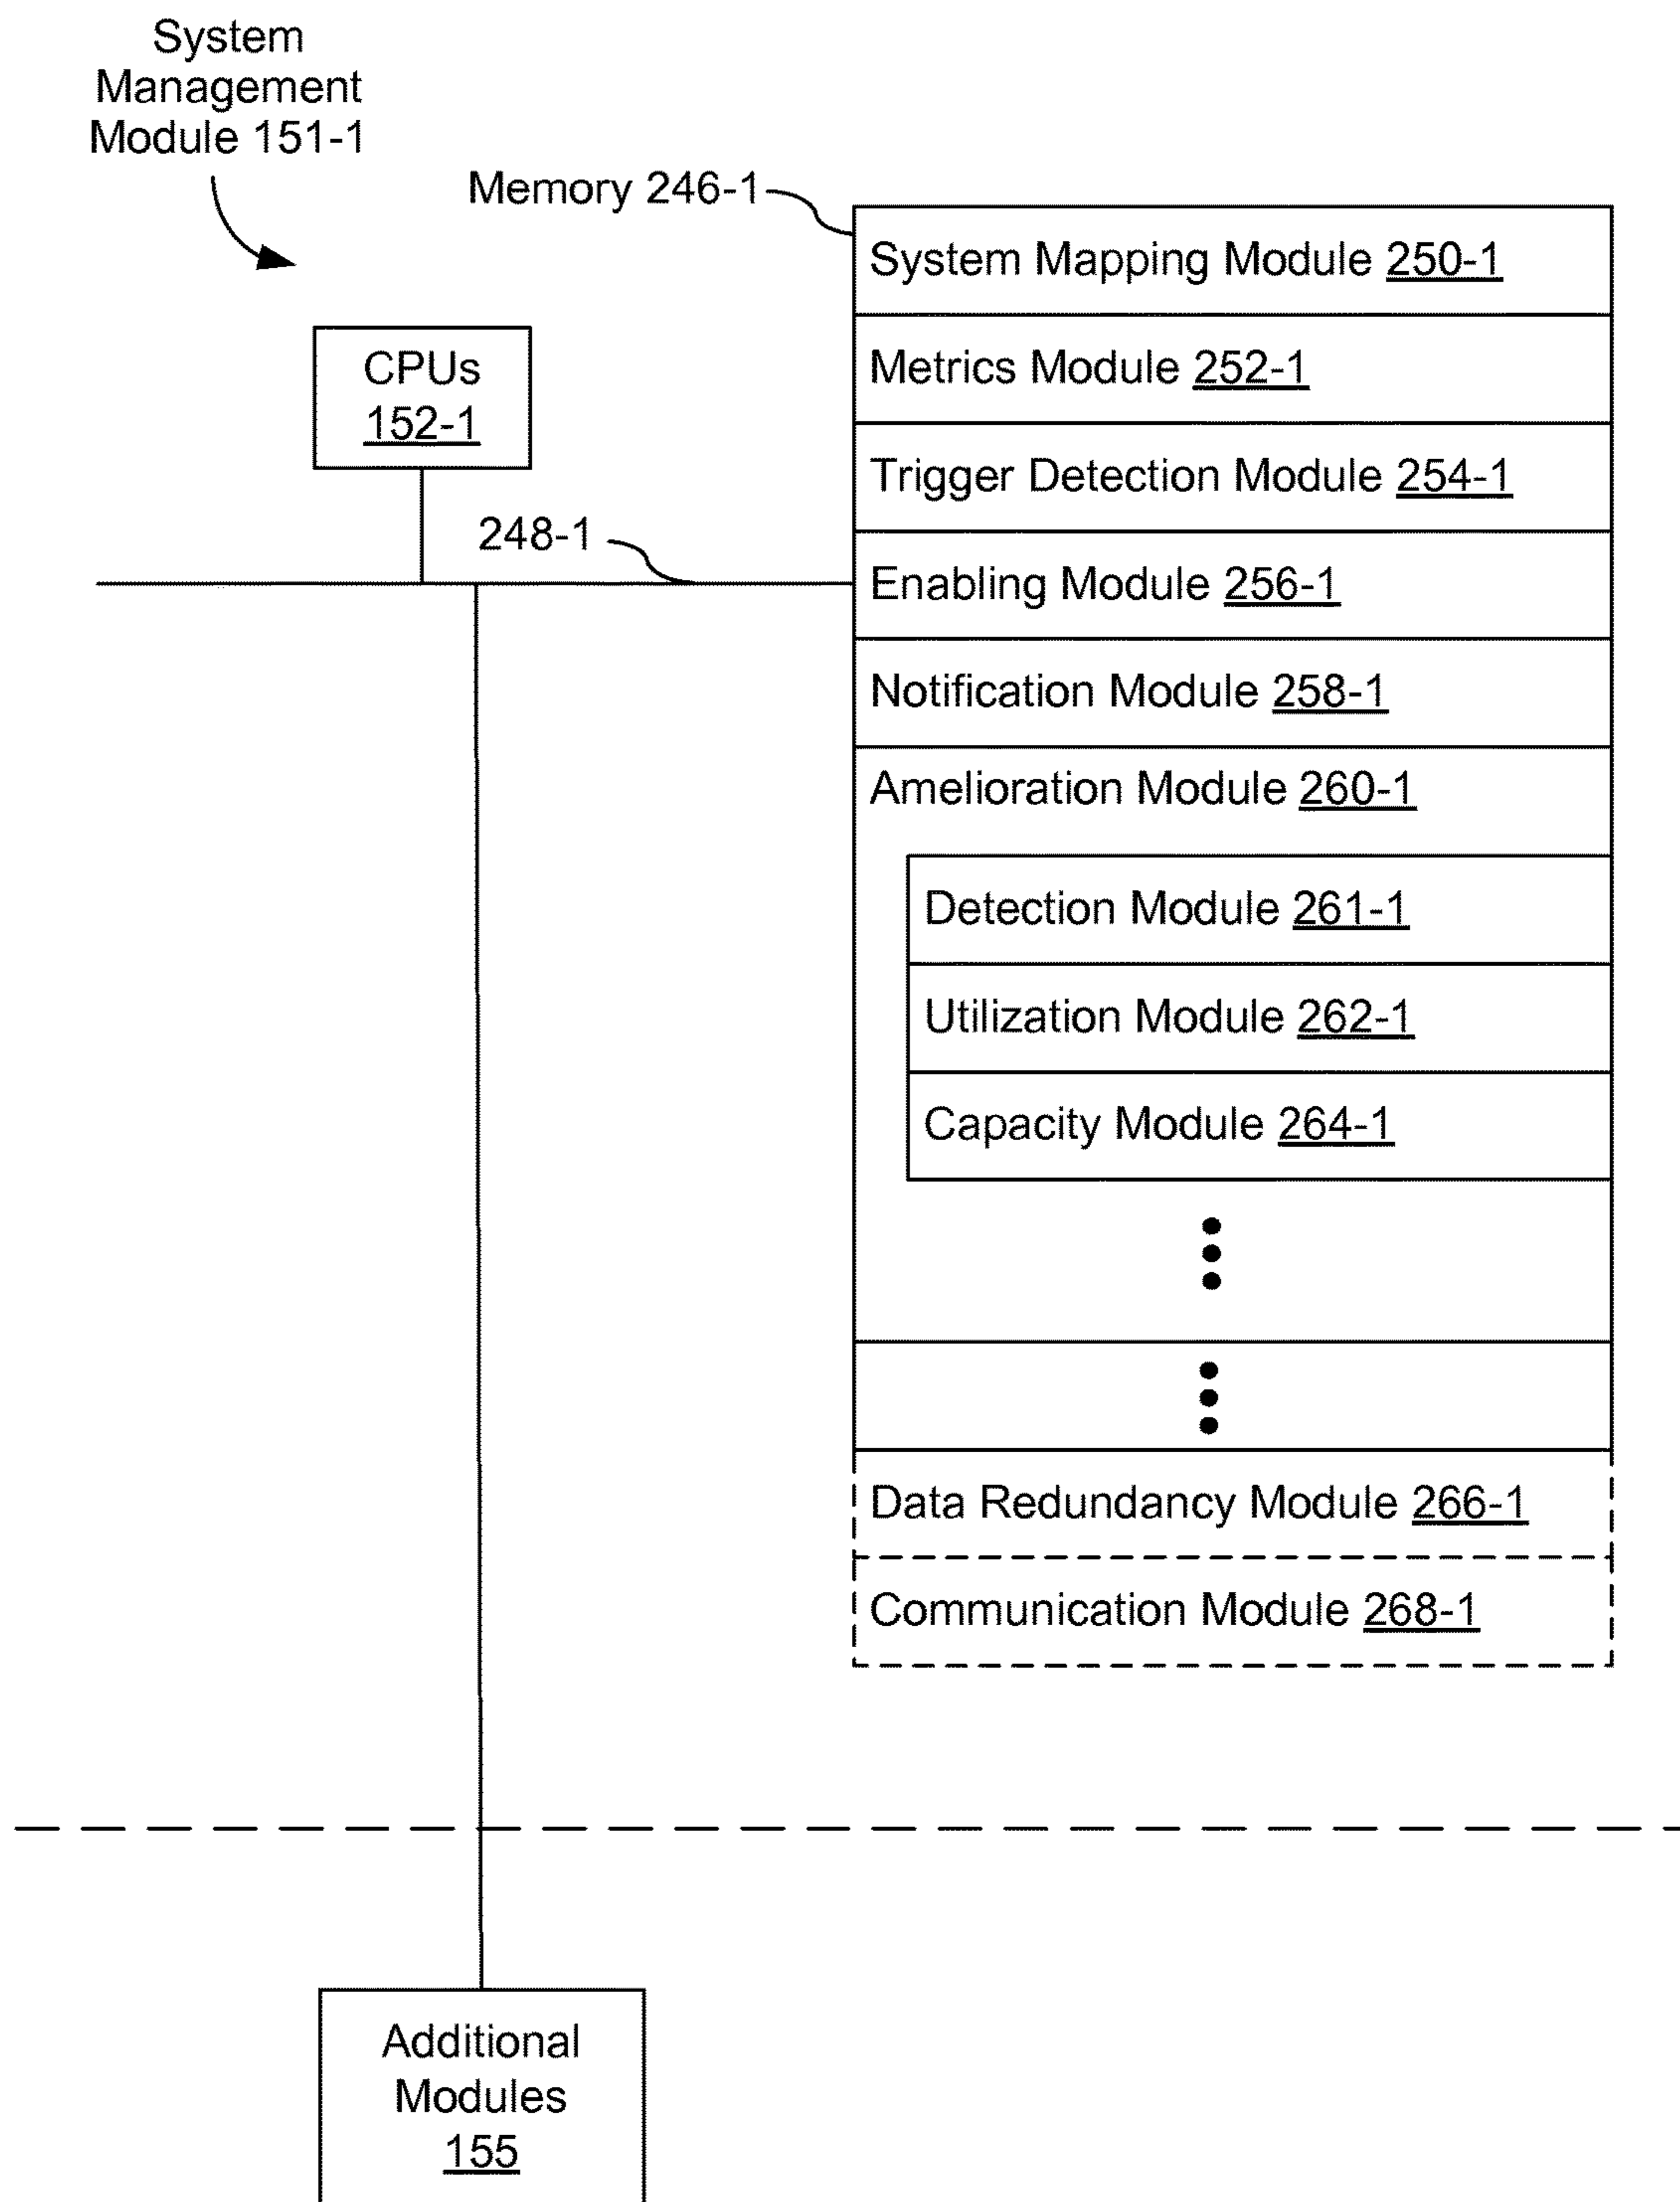 System
Management
Module 151-1
Memory 246-1
System Mapping Module 250-1
Metrics Module 252-1
CPUs
152-1
Trigger Detection Module 254-1
248-1
Enabling Module 256-1
Notification Module 258-1
Amelioration Module 260-1
Detection Module 261-1
Utilization Module 262-1
Capacity Module 264-1
Data Redundancy Module 266-1
Communication Module 268-1
Additional
Modules
155